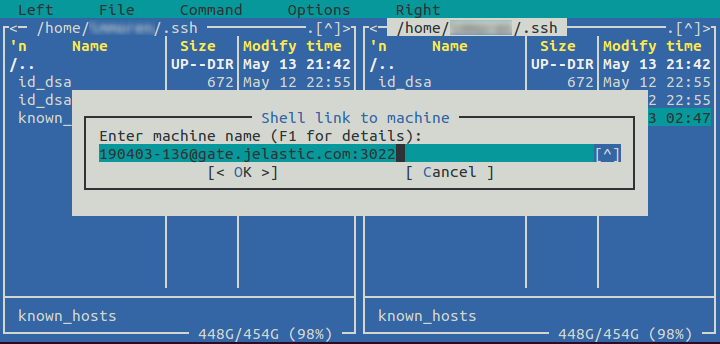 Left File Command Options Right
<─ /home/ /.ssh .[^]> <─ /home/ /.ssh .[^]>
'n Name Size Modify time 'n Name Size Modify time
/.. UP--DIR May 13 21:42 /.. UP--DIR May 13 21:42
id_dsa 672 May 12 22:55 id_dsa 672 May 12 22:55
id_dsa 2 22:55
known_ 3 02:47
Shell link to machine
Enter machine name (F1 for details):
190403-136@gate.jelastic.com:3022 [^]
[< OK >] [ Cancel ]
known_hosts known_hosts
448G/454G (98%) 448G/454G (98%)